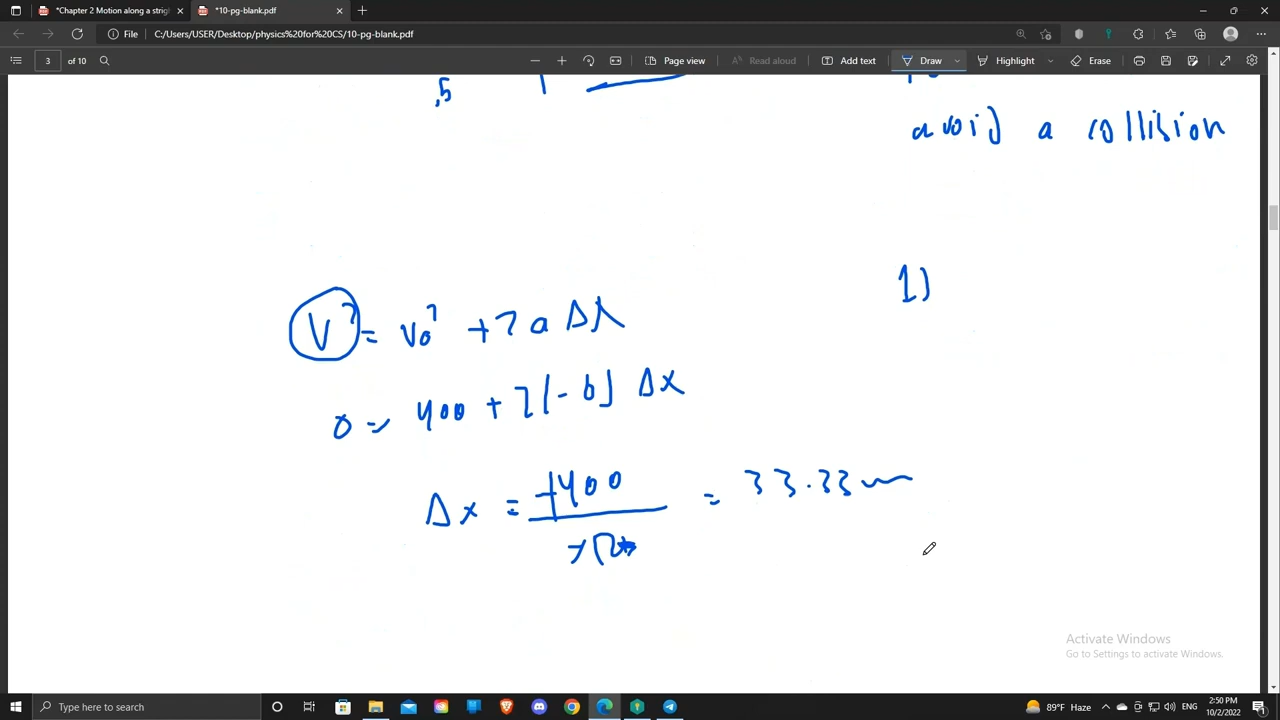 *Chapter 2 Motion along a strigh
*10-pg-blank.pdf
File C:/Users/USER/Desktop/physics%20for%20CS/10-pg-blank.pdf
3 of 10 Page view Read aloud Add text Draw Highlight Erase
.5
avoid a collision
1)
V² = V0² + 2 a Δx
0 = 400 + 2(-6) Δx
Δx = -400 / -12 = 33.33 m
Activate Windows
Go to Settings to activate Windows.
Type here to search
89°F Haze
ENG
2:50 PM
10/2/2022
1